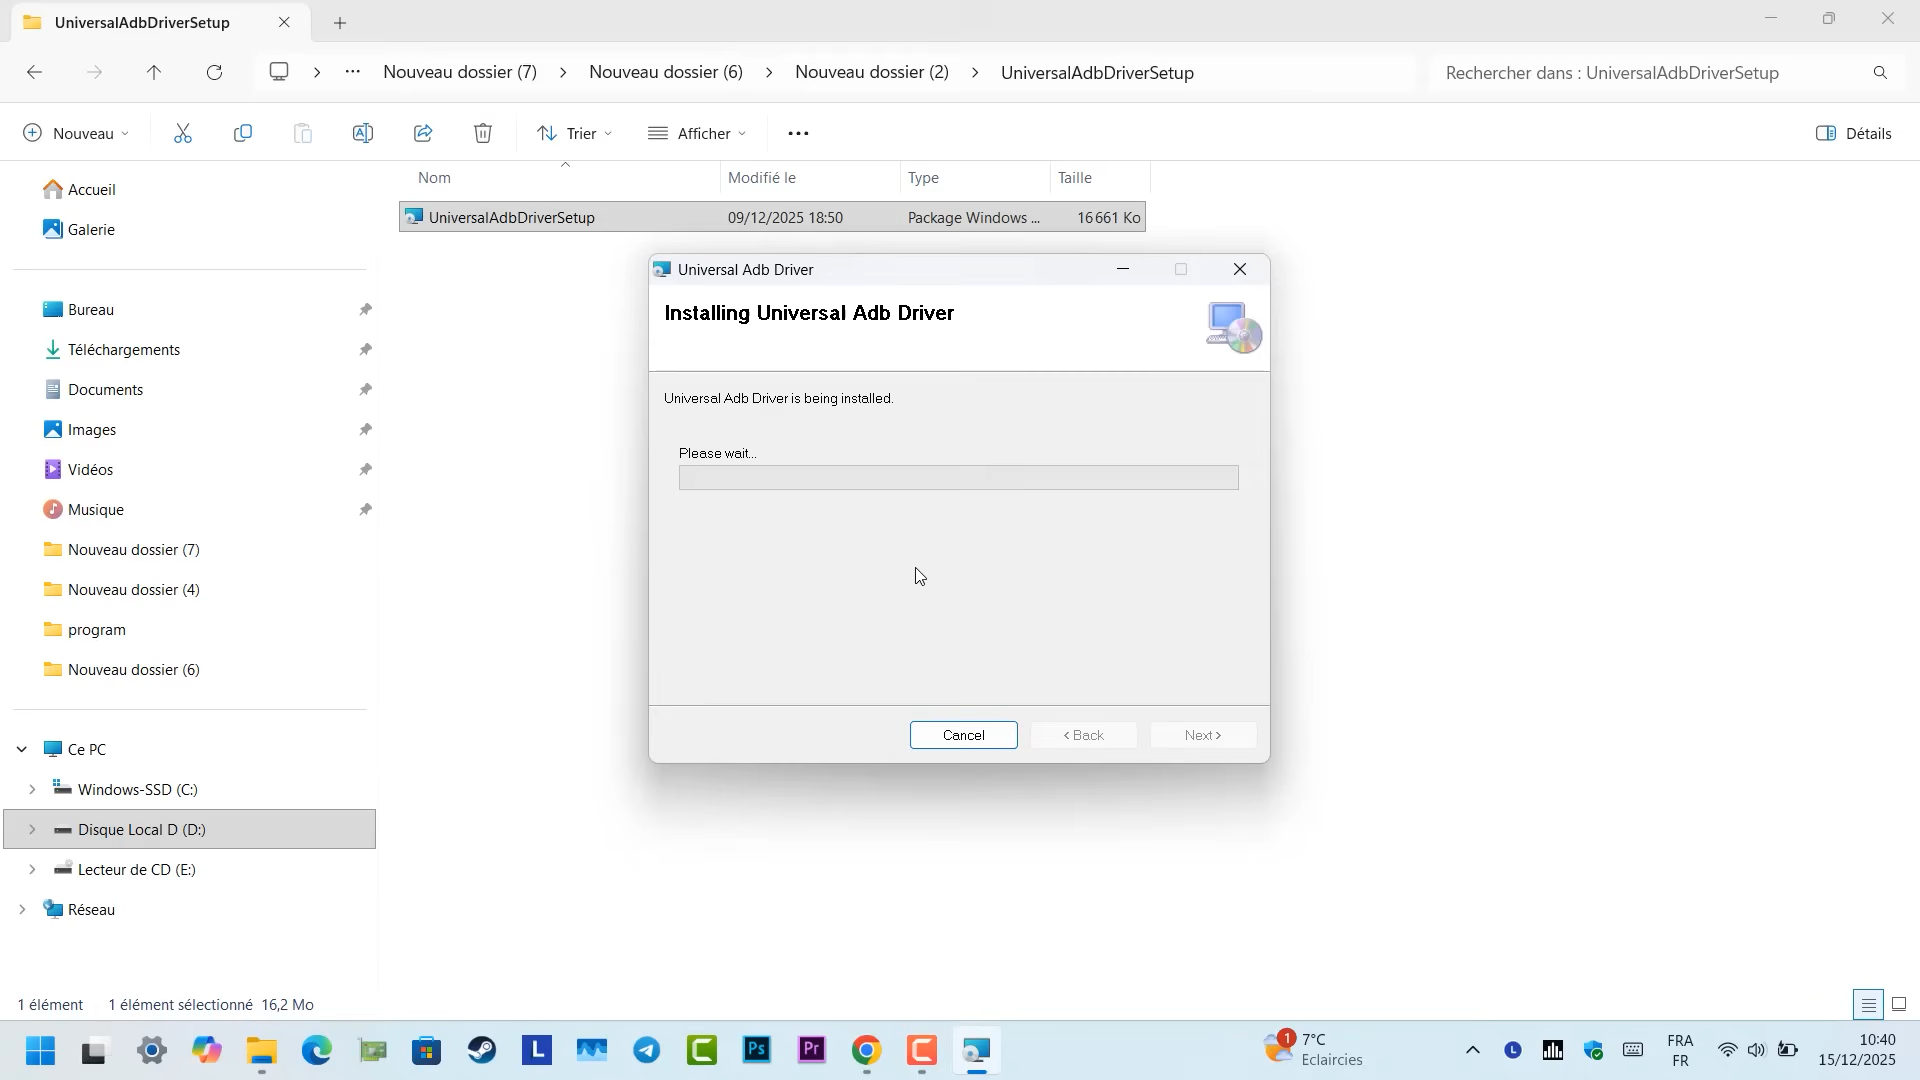 UniversalAdbDriverSetup
Nouveau dossier (7)
Nouveau dossier (6)
Nouveau dossier (2)
UniversalAdbDriverSetup
Rechercher dans : UniversalAdbDriverSetup
Nouveau
Trier
Afficher
Détails
Nom
Modifié le
Type
Taille
UniversalAdbDriverSetup
09/12/2025 18:50
Package Windows ...
16 661 Ko
Accueil
Galerie
Bureau
Téléchargements
Documents
Images
Vidéos
Musique
Nouveau dossier (7)
Nouveau dossier (4)
program
Nouveau dossier (6)
Ce PC
Windows-SSD (C:)
Disque Local D (D:)
Lecteur de CD (E:)
Réseau
Universal Adb Driver
Installing Universal Adb Driver
Universal Adb Driver is being installed.
Please wait...
Cancel
< Back
Next >
1 élément
1 élément sélectionné 16,2 Mo
L
Ps
Pr
1
7°C
Eclaircies
L
FRA
FR
10:40
15/12/2025